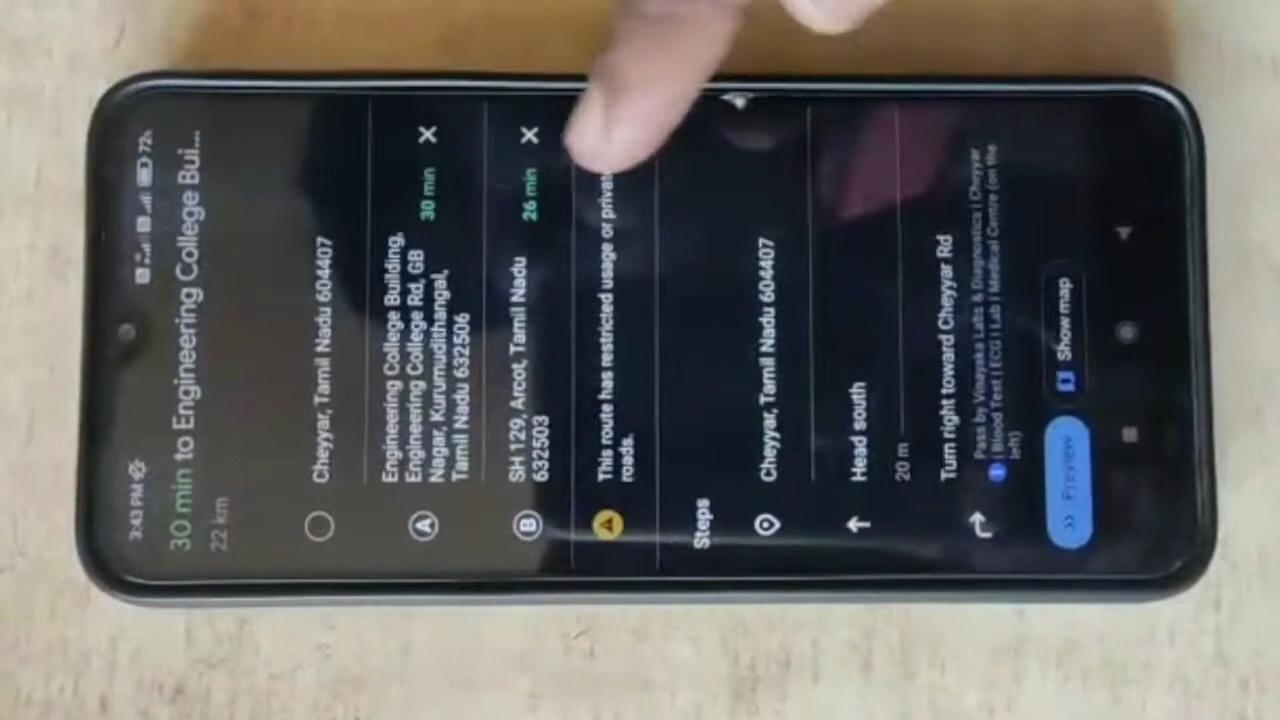 3:43 PM
72%
30 min to Engineering College Bui...
22 km
Cheyyar, Tamil Nadu 604407
A
Engineering College Building,
Engineering College Rd, GB
Nagar, Kurumudithangal,
Tamil Nadu 632506
30 min
B
SH 129, Arcot, Tamil Nadu
632503
26 min
This route has restricted usage or privat
roads.
Steps
Cheyyar, Tamil Nadu 604407
Head south
20 m
Turn right toward Cheyyar Rd
Pass by Vinayaka Labs & Diagnostics | Cheyyar
| Blood Test | ECG | Lab | Medical Centre (on the
left)
Preview
Show map